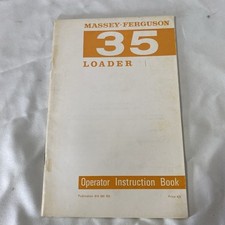 MASSEY-FERGUSON
35
LOADER
Operator Instruction Book